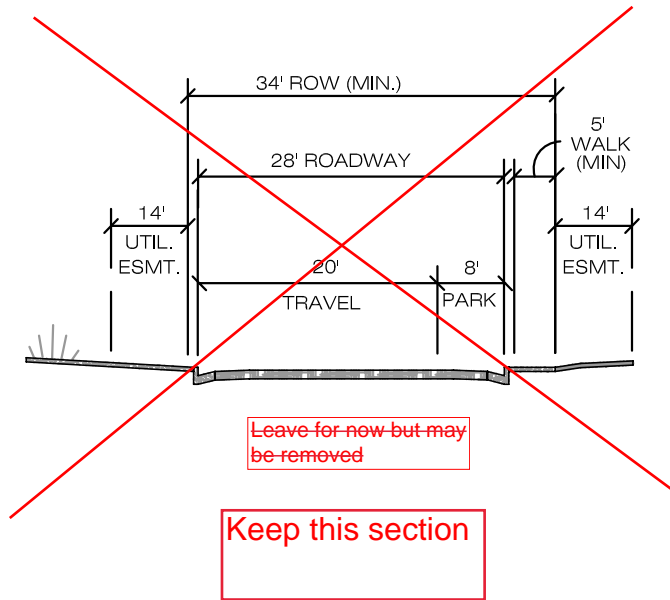 34' ROW (MIN.)
5'
WALK
(MIN)
28' ROADWAY
14'
UTIL.
ESMT.
14'
UTIL.
ESMT.
20'
TRAVEL
8'
PARK
Leave for now but may
be removed
Keep this section